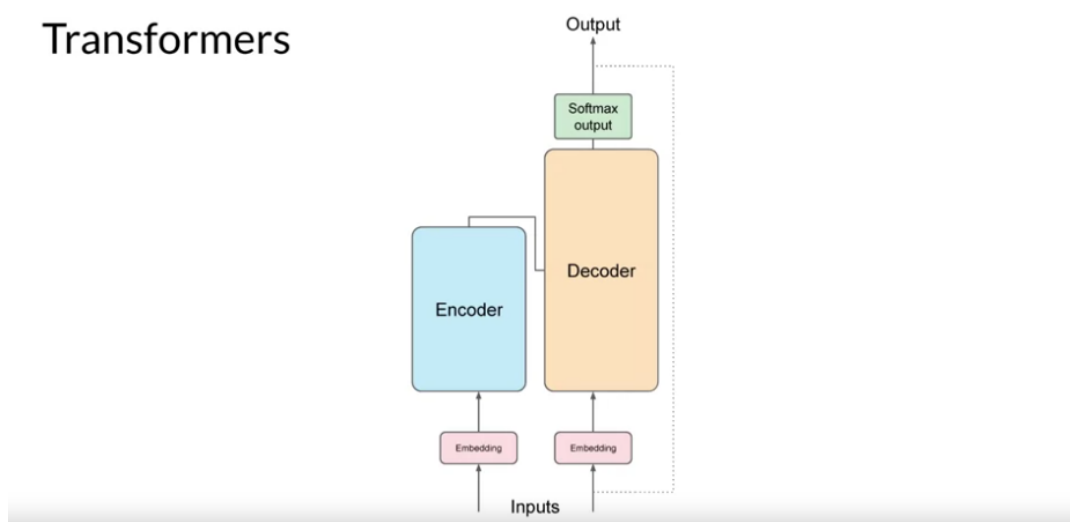 Transformers
Output
Softmax
output
Decoder
Encoder
Embedding
Embedding
Inputs